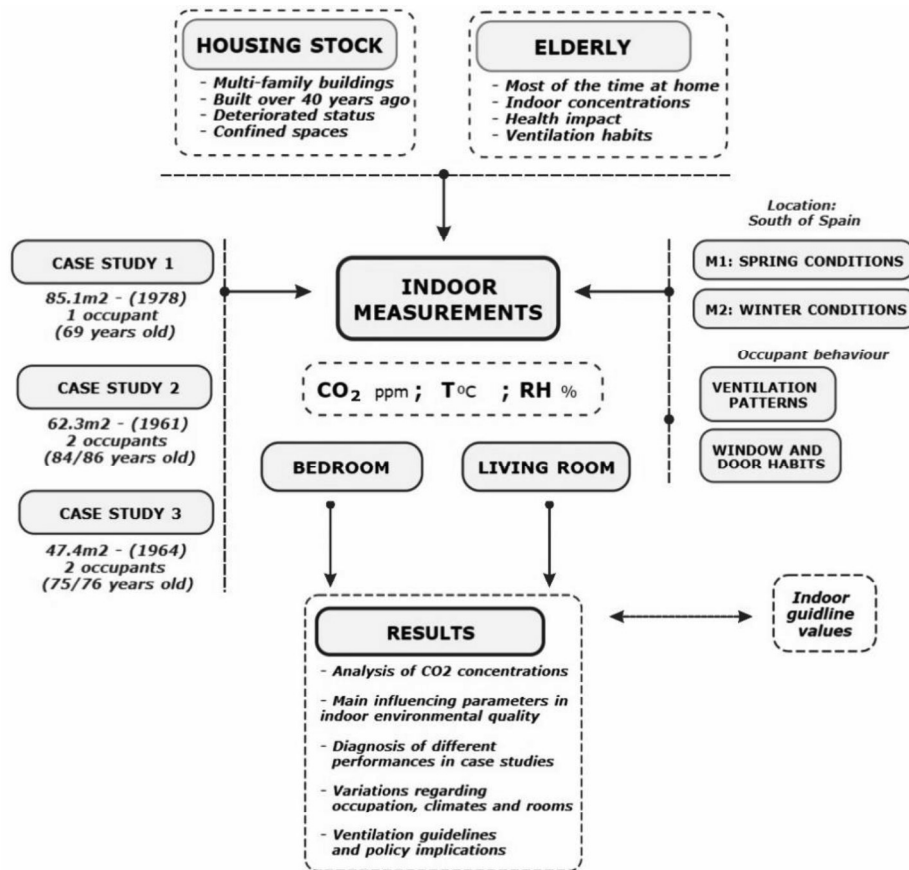 HOUSING STOCK
- Multi-family buildings
- Built over 40 years ago
- Deteriorated status
- Confined spaces
ELDERLY
- Most of the time at home
- Indoor concentrations
- Health impact
- Ventilation habits
Location:
South of Spain
CASE STUDY 1
85.1m2 - (1978)
1 occupant
(69 years old)
CASE STUDY 2
62.3m2 - (1961)
2 occupants
(84/86 years old)
CASE STUDY 3
47.4m2 - (1964)
2 occupants
(75/76 years old)
INDOOR
MEASUREMENTS
CO2 ppm ; T ºC ; RH %
BEDROOM
LIVING ROOM
M1: SPRING CONDITIONS
M2: WINTER CONDITIONS
Occupant behaviour
VENTILATION
PATTERNS
WINDOW AND
DOOR HABITS
RESULTS
- Analysis of CO2 concentrations
- Main influencing parameters in
indoor environmental quality
- Diagnosis of different
performances in case studies
- Variations regarding
occupation, climates and rooms
- Ventilation guidelines
and policy implications
Indoor
guidline
values